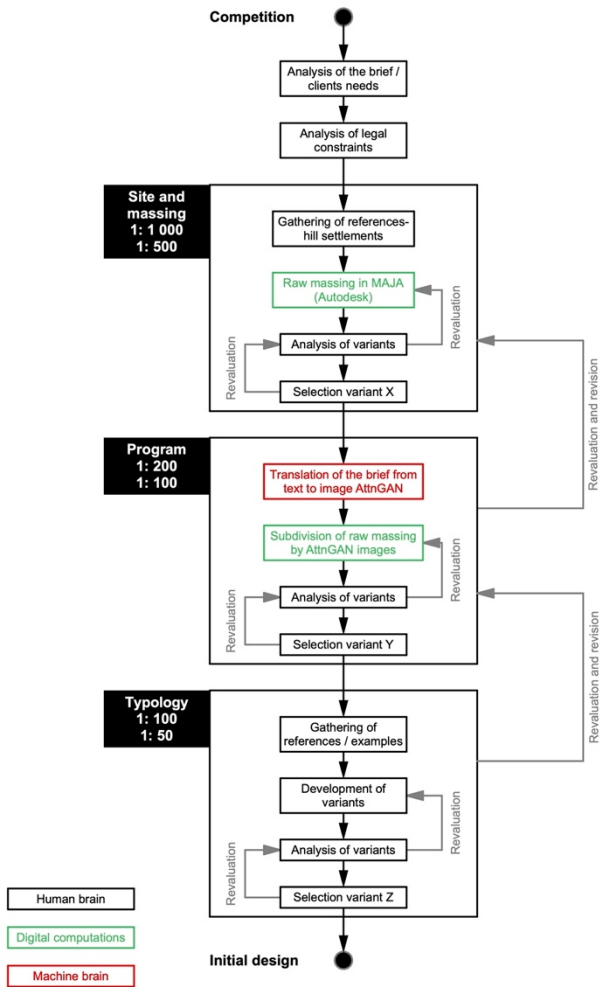 Competition
Analysis of the brief /
clients needs
Analysis of legal
constraints
Site and
massing
1: 1 000
1: 500
Gathering of references-
hill settlements
Raw massing in MAJA
(Autodesk)
Revaluation
Revaluation
Analysis of variants
Selection variant X
Revaluation and revision
Program
1: 200
1: 100
Translation of the brief from
text to image AttnGAN
Subdivision of raw massing
by AttnGAN images
Revaluation
Revaluation
Analysis of variants
Selection variant Y
Revaluation and revision
Typology
1: 100
1: 50
Gathering of
references / examples
Development of
variants
Revaluation
Revaluation
Analysis of variants
Selection variant Z
Human brain
Digital computations
Machine brain
Initial design